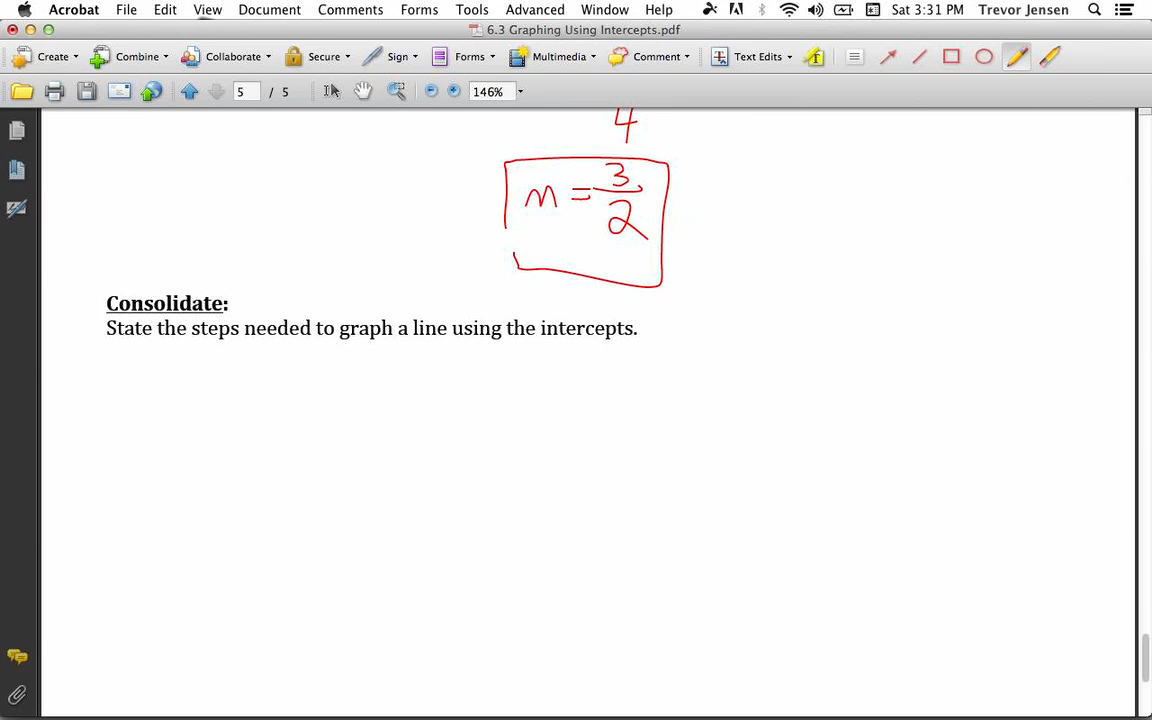 Acrobat File Edit View Document Comments Forms Tools Advanced Window Help Sat 3:31 PM Trevor Jensen
6.3 Graphing Using Intercepts.pdf
Create Combine Collaborate Secure Sign Forms Multimedia Comment Text Edits
5 / 5 146%
4
m = 3/2
Consolidate:
State the steps needed to graph a line using the intercepts.